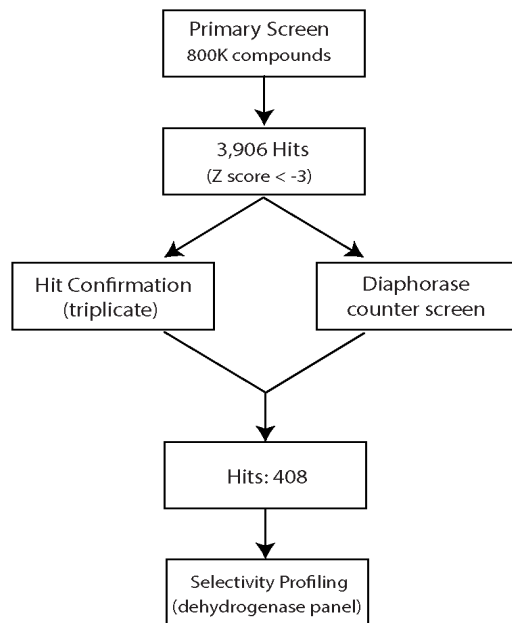 Primary Screen
800K compounds
3,906 Hits
(Z score < -3)
Hit Confirmation
(triplicate)
Diaphorase
counter screen
Hits: 408
Selectivity Profiling
(dehydrogenase panel)